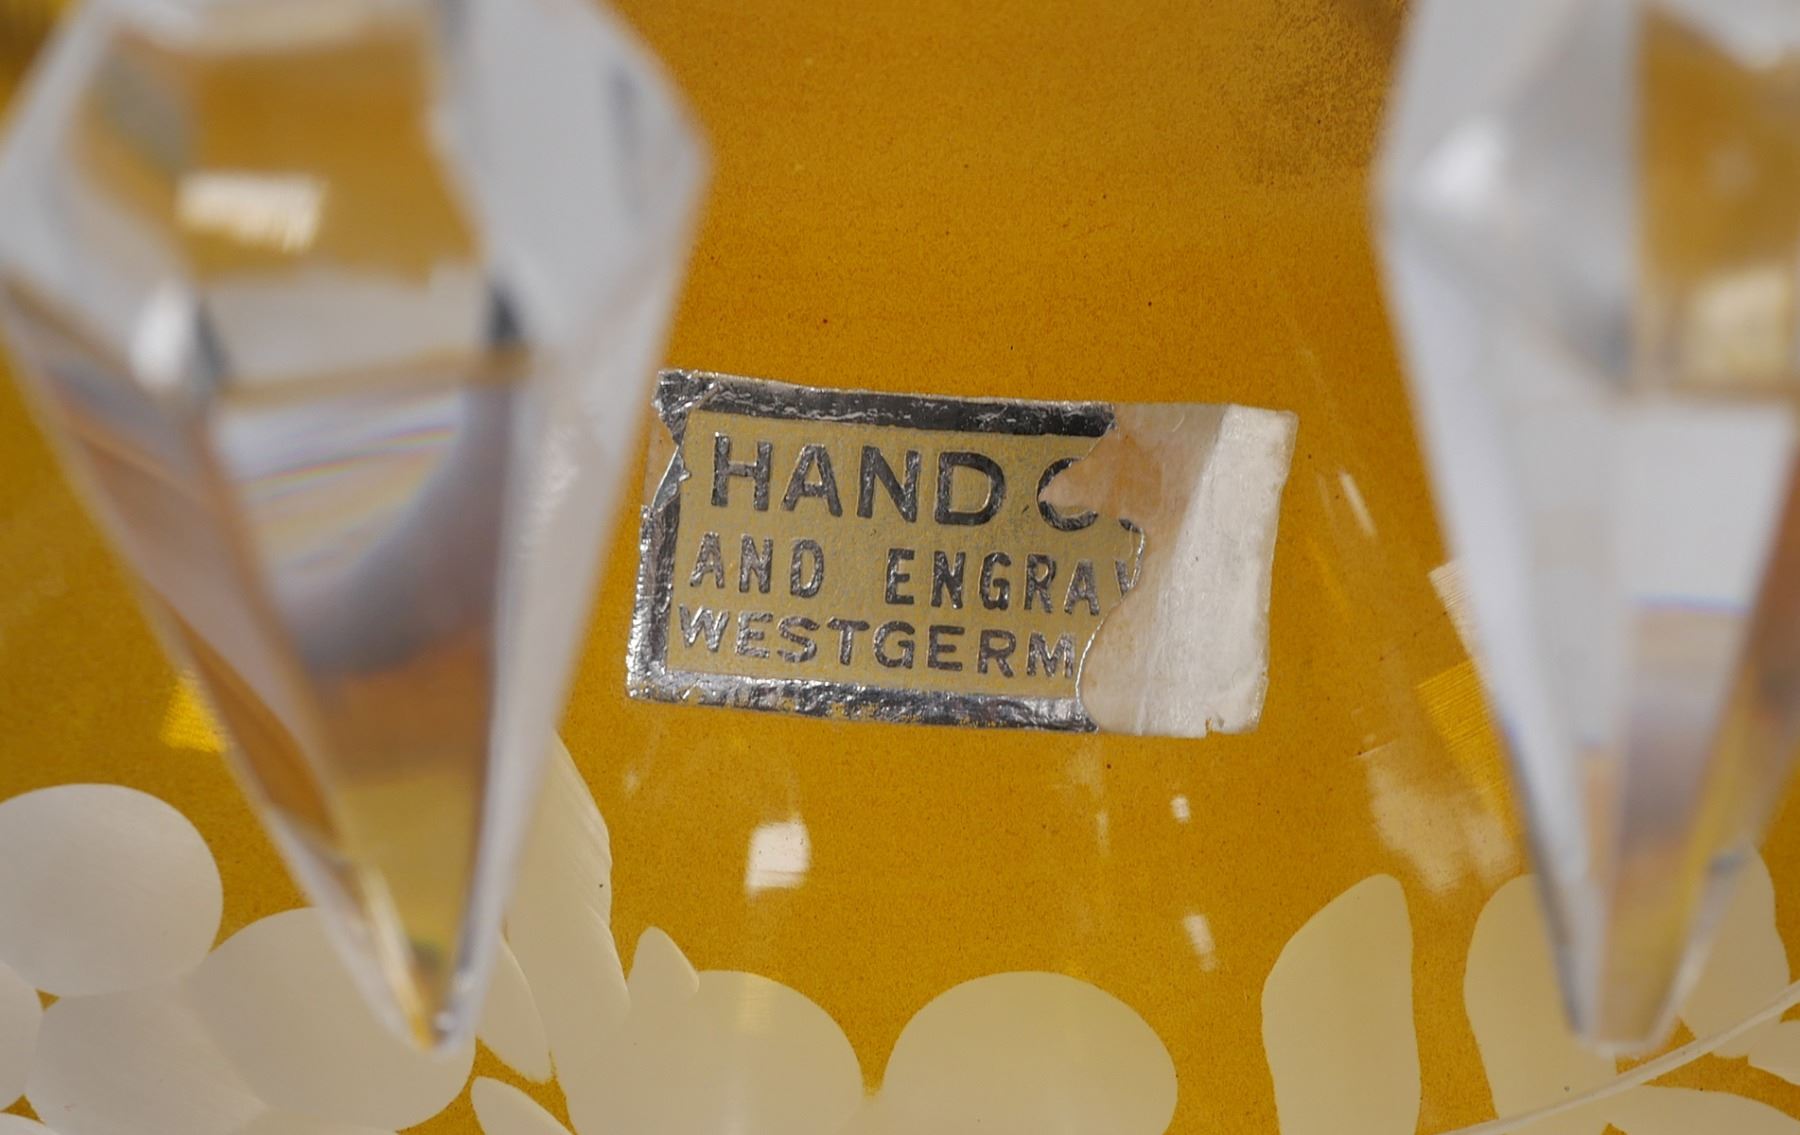 HAND C
AND ENGRAV
WESTGERM